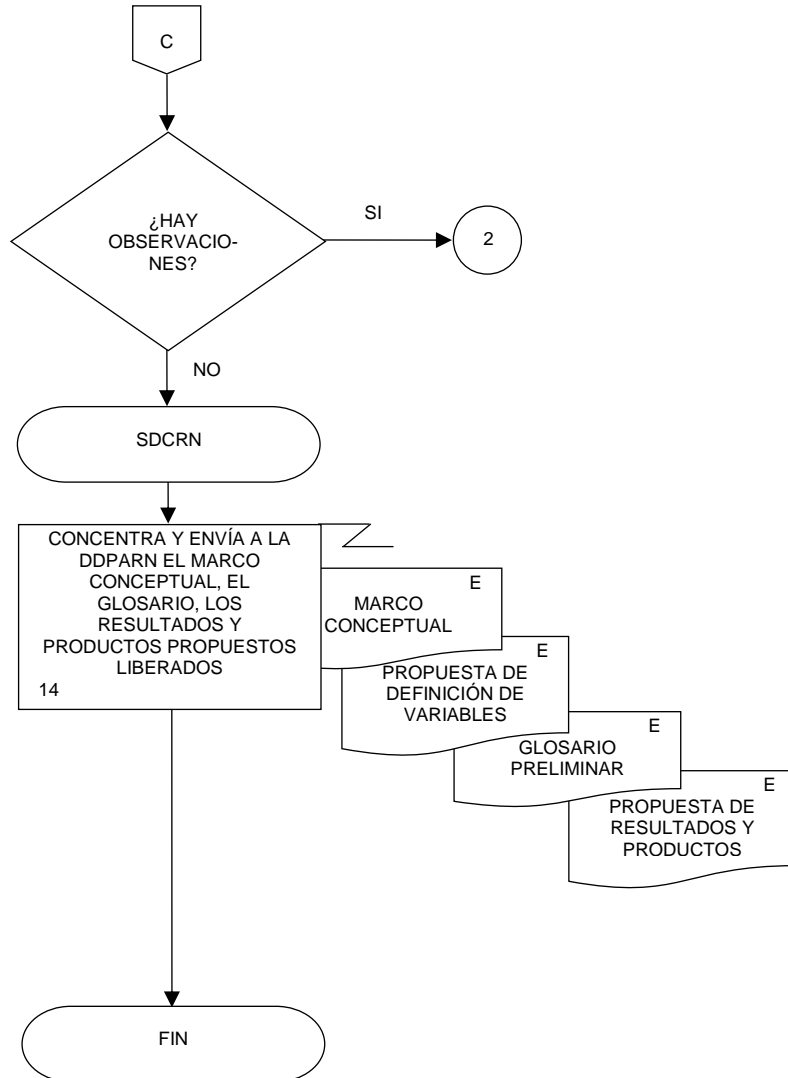 C
¿HAY
OBSERVACIO-
NES?
SI
2
NO
SDCRN
CONCENTRA Y ENVÍA A LA
DDPARN EL MARCO
CONCEPTUAL, EL
GLOSARIO, LOS
RESULTADOS Y
PRODUCTOS PROPUESTOS
LIBERADOS
14
E
MARCO
CONCEPTUAL
E
PROPUESTA DE
DEFINICIÓN DE
VARIABLES
E
GLOSARIO
PRELIMINAR
E
PROPUESTA DE
RESULTADOS Y
PRODUCTOS
FIN